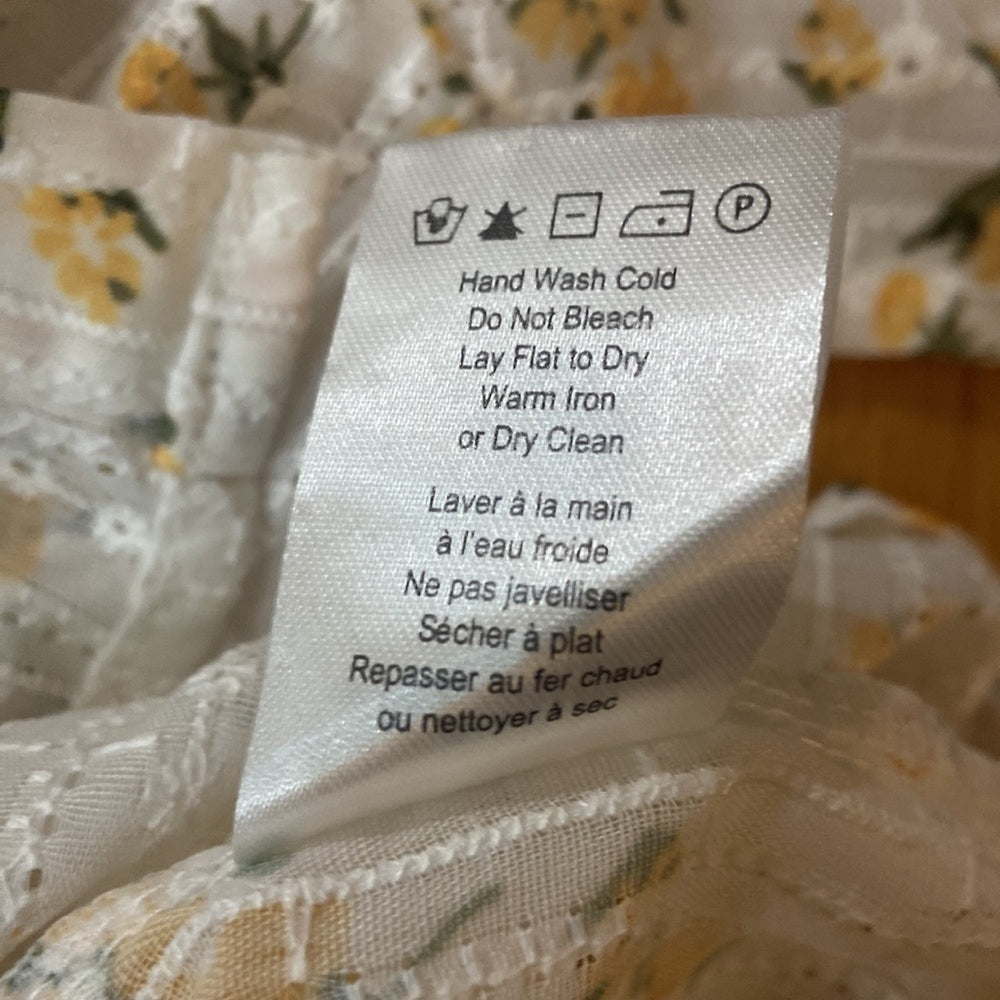 P
Hand Wash Cold
Do Not Bleach
Lay Flat to Dry
Warm Iron
or Dry Clean
Laver à la main
à l'eau froide
Ne pas javelliser
Sécher à plat
Repasser au fer chaud
ou nettoyer à sec